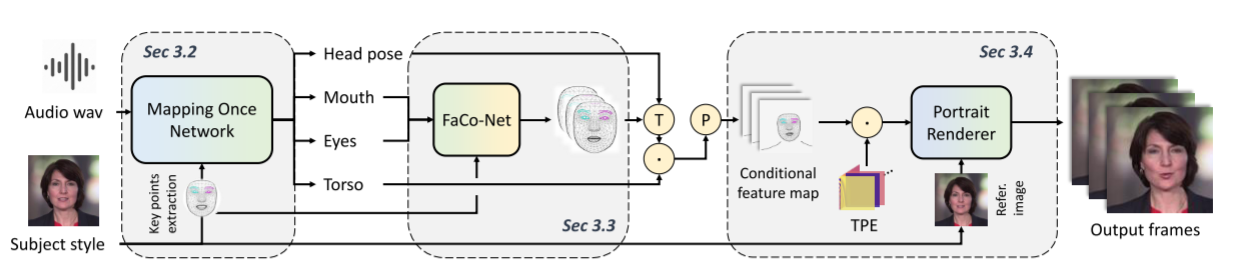 Sec 3.2
Audio wav
Mapping Once
Network
Key points
extraction
Subject style
Head pose
Mouth
Eyes
Torso
FaCo-Net
Sec 3.3
T
·
P
Sec 3.4
Conditional
feature map
·
TPE
Portrait
Renderer
Refer.
image
Output frames